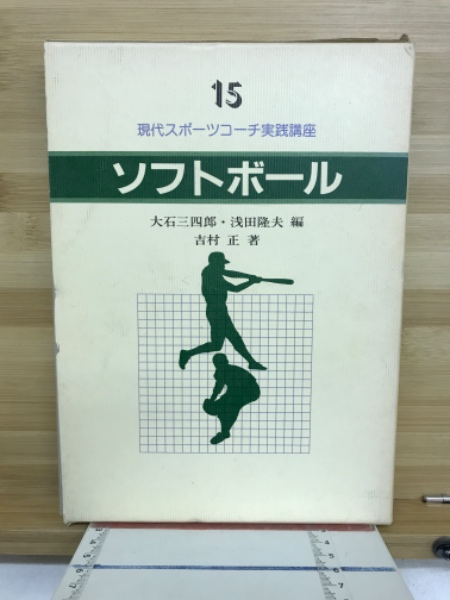 15
現代スポーツコーチ実践講座
ソフトボール
大石三四郎・浅田隆夫 編
吉村 正 著